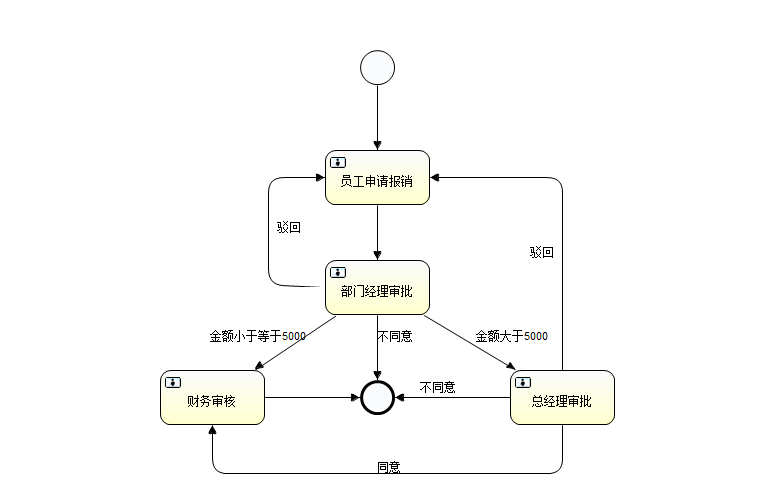 员工申请报销
驳回
驳回
部门经理审批
金额小于等于5000
不同意
金额大于5000
不同意
财务审核
总经理审批
同意